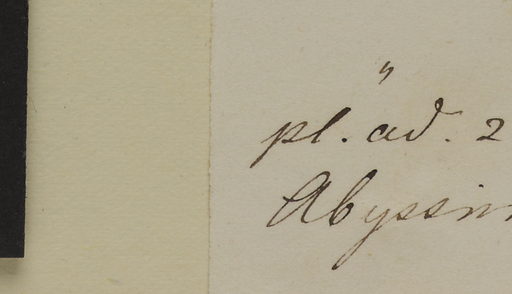 "
pl. ad. 2
Abyssin